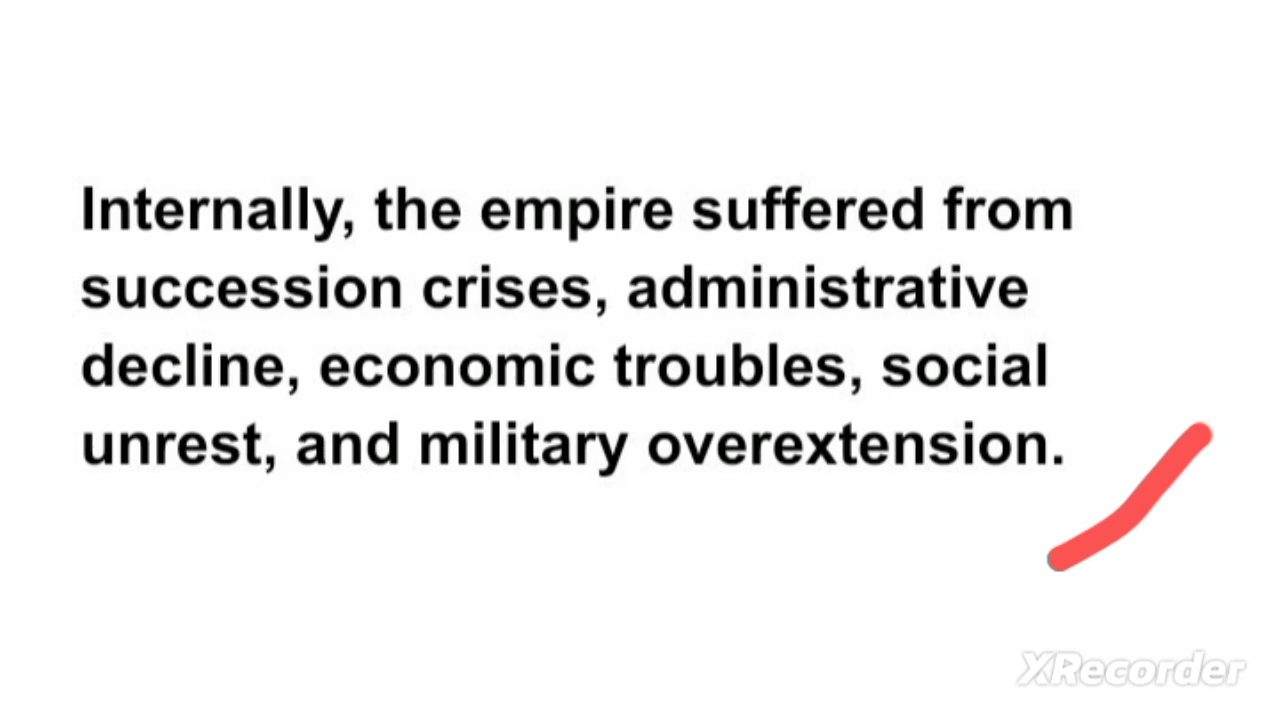 Internally, the empire suffered from
succession crises, administrative
decline, economic troubles, social
unrest, and military overextension.
XRecorder